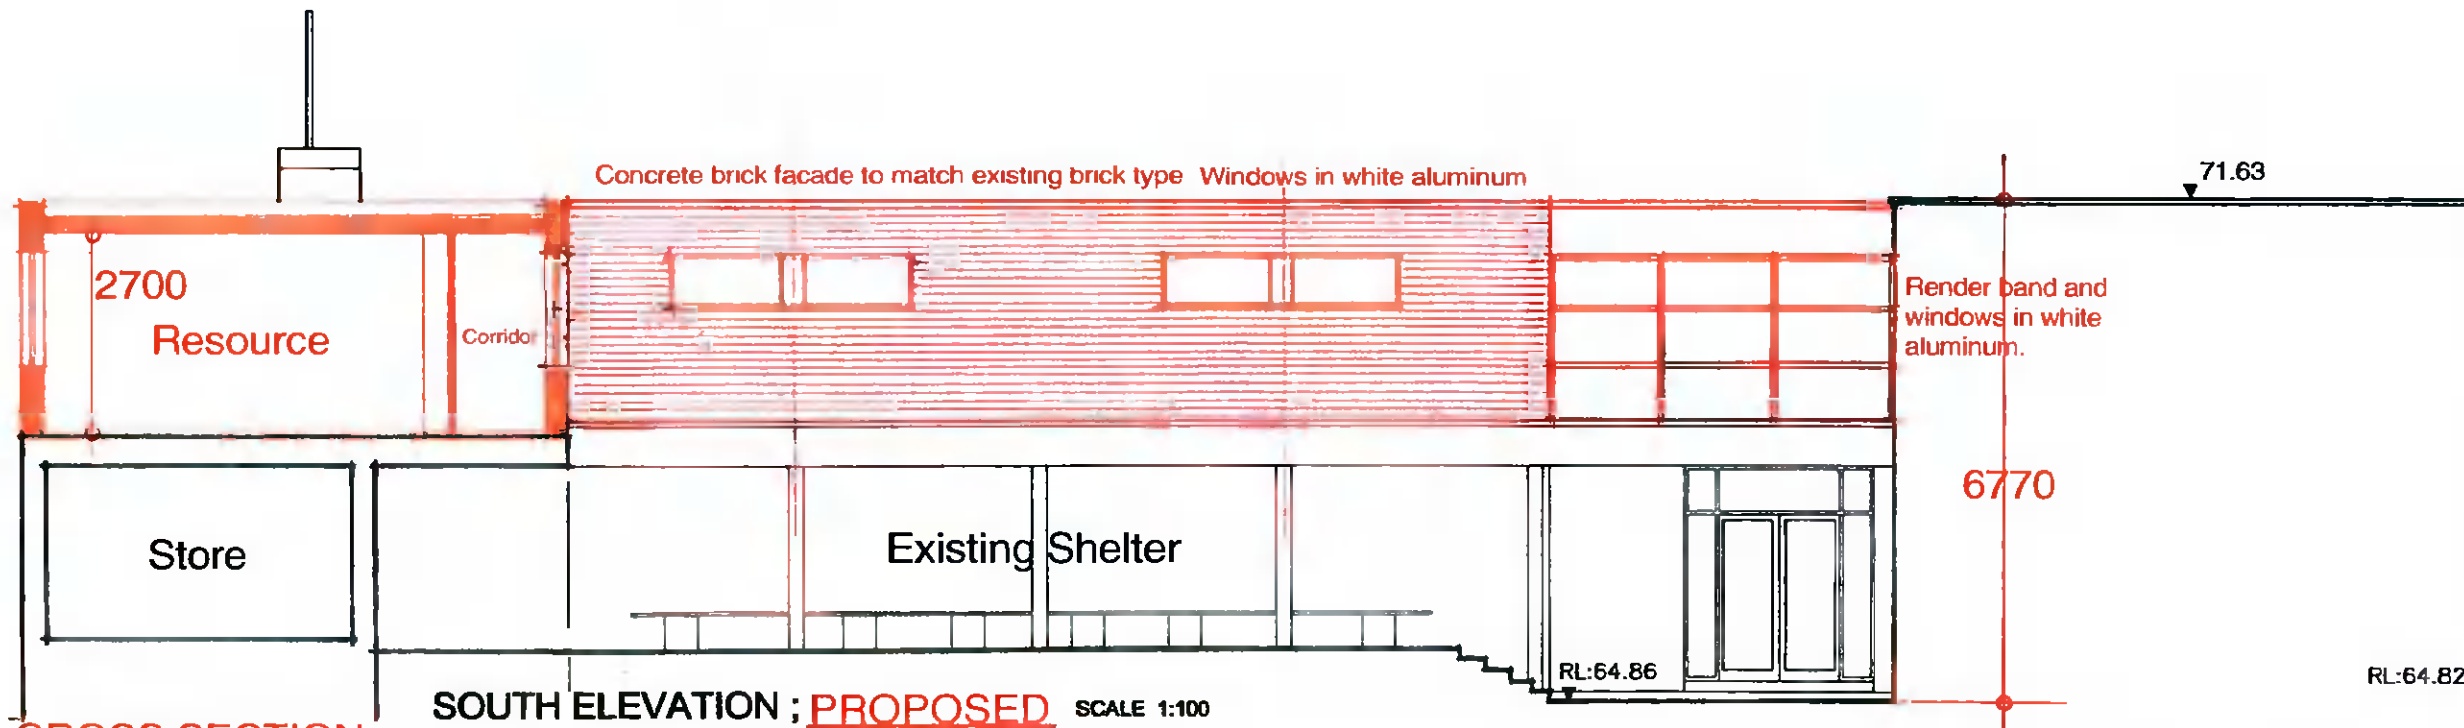 Concrete brick facade to match existing brick type Windows in white aluminum
71.63
2700
Resource
Corridor
Render band and
windows in white
aluminum.
6770
Store
Existing Shelter
RL:64.86
RL:64.82
SOUTH ELEVATION ; PROPOSED SCALE 1:100
CROSS SECTION